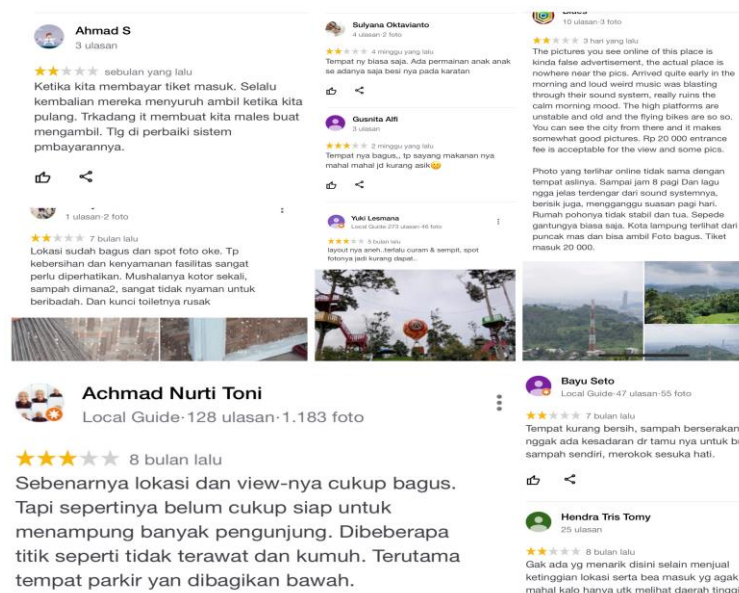 Ahmad S
3 ulasan
sebulan yang lalu
Ketika kita membayar tiket masuk. Selalu
kembalian mereka menyuruh ambil ketika kita
pulang. Trkadang it membuat kita males buat
mengambil. Tlg di perbaiki sistem
pmbayarannya.
1 ulasan·2 foto
7 bulan lalu
Lokasi sudah bagus dan spot foto oke. Tp
kebersihan dan kenyamanan fasilitas sangat
perlu diperhatikan. Mushalanya kotor sekali,
sampah dimana2, sangat tidak nyaman untuk
beribadah. Dan kunci toiletnya rusak
Sulyana Oktavianto
4 ulasan·2 foto
4 minggu yang lalu
Tempat ny biasa saja. Ada permainan anak anak
se adanya saja besi nya pada karatan
Gusnita Alfi
3 ulasan
2 minggu yang lalu
Tempat nya bagus,, tp sayang makanan nya
mahal mahal jd kurang asik
Yuki Lesmana
Local Guide·273 ulasan·46 foto
5 bulan lalu
layout nya aneh..terlalu curam & sempit, spot
fotonya jadi kurang dapat..
10 ulasan·3 foto
3 hari yang lalu
The pictures you see online of this place is
kinda false advertisement, the actual place is
nowhere near the pics. Arrived quite early in the
morning and loud weird music was blasting
through their sound system, really ruins the
calm morning mood. The high platforms are
unstable and old and the flying bikes are so so.
You can see the city from there and it makes
somewhat good pictures. Rp 20 000 entrance
fee is acceptable for the view and some pics.
Photo yang terlihar online tidak sama dengan
tempat aslinya. Sampai jam 8 pagi Dan lagu
ngga jelas terdengar dari sound systemnya,
berisik juga, mengganggu suasan pagi hari.
Rumah pohonya tidak stabil dan tua. Sepede
gantungya biasa saja. Kota lampung terlihat dari
puncak mas dan bisa ambil Foto bagus. Tiket
masuk 20 000.
Achmad Nurti Toni
Local Guide·128 ulasan·1.183 foto
8 bulan lalu
Sebenarnya lokasi dan view-nya cukup bagus.
Tapi sepertinya belum cukup siap untuk
menampung banyak pengunjung. Dibeberapa
titik seperti tidak terawat dan kumuh. Terutama
tempat parkir yan dibagikan bawah.
Bayu Seto
Local Guide·47 ulasan·55 foto
7 bulan lalu
Tempat kurang bersih, sampah berserakan
nggak ada kesadaran dr tamu nya untuk
sampah sendiri, merokok sesuka hati.
Hendra Tris Tomy
25 ulasan
8 bulan lalu
Gak ada yg menarik disini selain menjual
ketinggian lokasi serta bea masuk yg agak
mahal kalo hanya utk melihat daerah tinggi